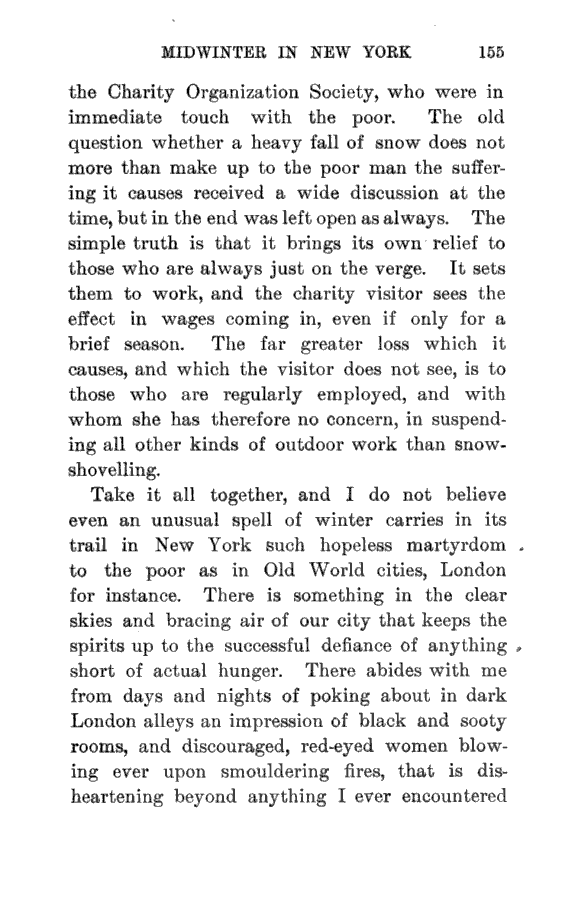 MIDWINTER IN NEW YORK 155
the Charity Organization Society, who were in
immediate touch with the poor. The old
question whether a heavy fall of snow does not
more than make up to the poor man the suffer-
ing it causes received a wide discussion at the
time, but in the end was left open as always. The
simple truth is that it brings its own relief to
those who are always just on the verge. It sets
them to work, and the charity visitor sees the
effect in wages coming in, even if only for a
brief season. The far greater loss which it
causes, and which the visitor does not see, is to
those who are regularly employed, and with
whom she has therefore no concern, in suspend-
ing all other kinds of outdoor work than snow-
shovelling.
Take it all together, and I do not believe
even an unusual spell of winter carries in its
trail in New York such hopeless martyrdom
to the poor as in Old World cities, London
for instance. There is something in the clear
skies and bracing air of our city that keeps the
spirits up to the successful defiance of anything
short of actual hunger. There abides with me
from days and nights of poking about in dark
London alleys an impression of black and sooty
rooms, and discouraged, red-eyed women blow-
ing ever upon smouldering fires, that is dis-
heartening beyond anything I ever encountered